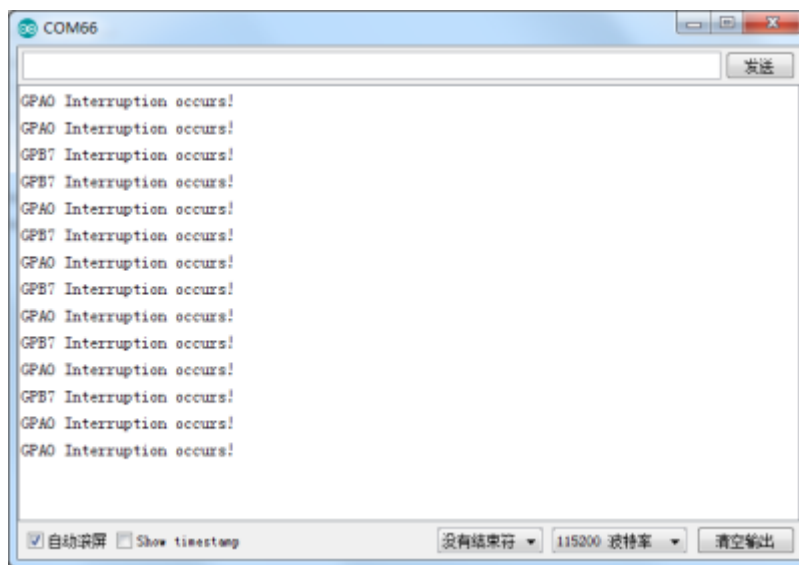 COM66
发送
GPA0 Interruption occurs!
GPA0 Interruption occurs!
GPB7 Interruption occurs!
GPB7 Interruption occurs!
GPA0 Interruption occurs!
GPB7 Interruption occurs!
GPA0 Interruption occurs!
GPB7 Interruption occurs!
GPA0 Interruption occurs!
GPB7 Interruption occurs!
GPA0 Interruption occurs!
GPB7 Interruption occurs!
GPA0 Interruption occurs!
GPA0 Interruption occurs!
自动滚屏 Show timestamp 没有结束符 115200 波特率 清空输出